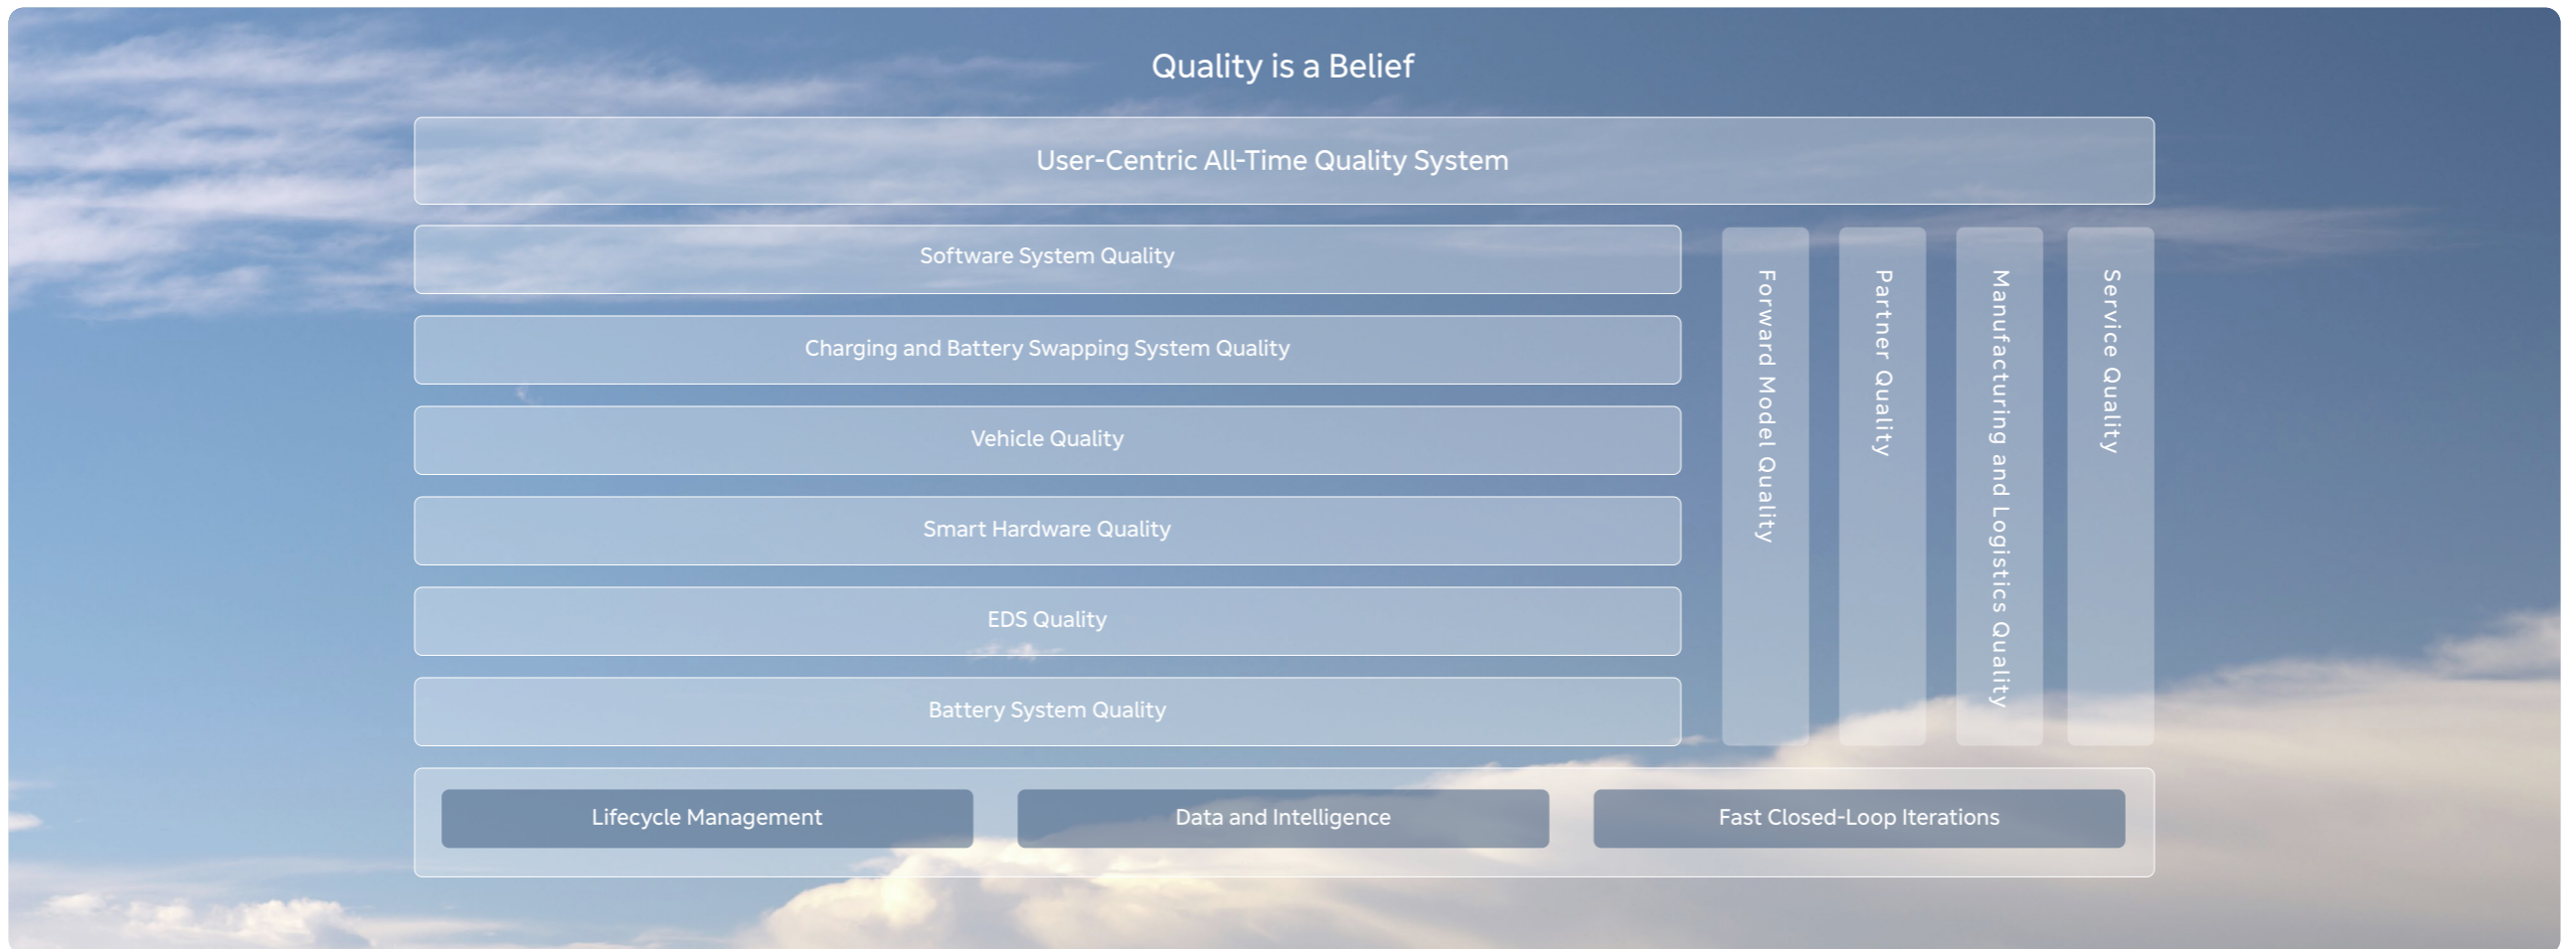 Quality is a Belief
User-Centric All-Time Quality System
Software System Quality
Charging and Battery Swapping System Quality
Vehicle Quality
Smart Hardware Quality
EDS Quality
Battery System Quality
Forward Model Quality
Partner Quality
Manufacturing and Logistics Quality
Service Quality
Lifecycle Management
Data and Intelligence
Fast Closed-Loop Iterations